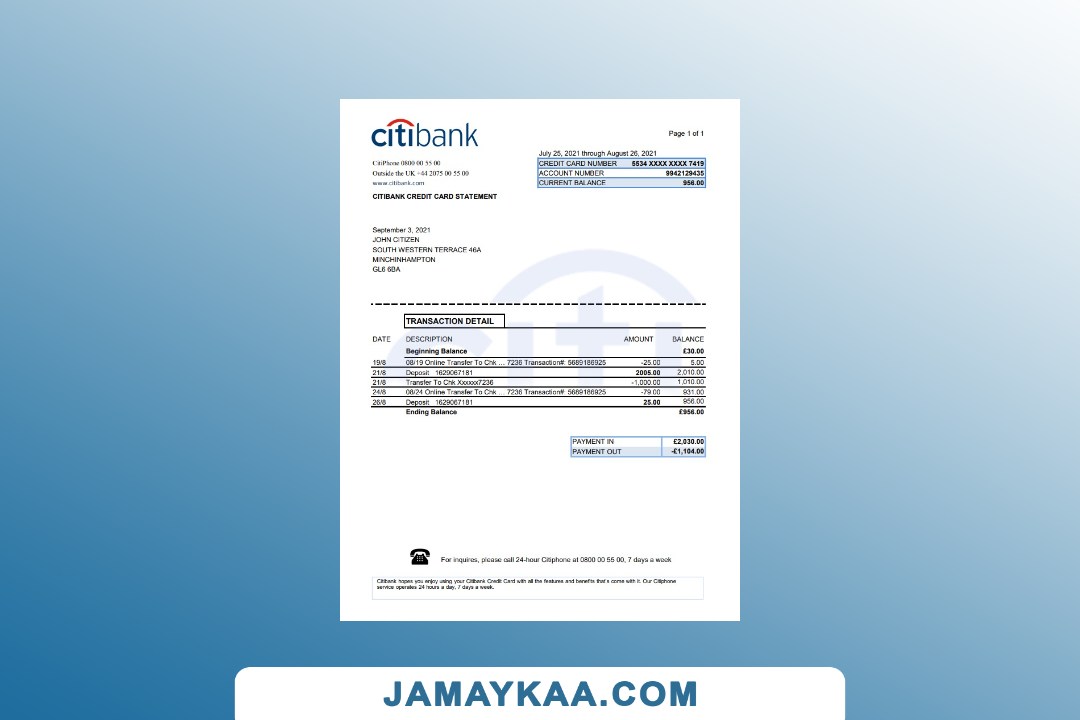 citibank
Page 1 of 1
July 25, 2021 through August 26, 2021
CitiPhone 0800 00 55 00
CREDIT CARD NUMBER 5534 XXXX XXXX 7419
Outside the UK +44 2075 00 55 00
ACCOUNT NUMBER 9942129435
www.citibank.com
CURRENT BALANCE 956.00
CITIBANK CREDIT CARD STATEMENT
September 3, 2021
JOHN CITIZEN
SOUTH WESTERN TERRACE 46A
MINCHINHAMPTON
GL6 6BA
citi
TRANSACTION DETAIL
DATE DESCRIPTION AMOUNT BALANCE
Beginning Balance £30.00
19/8 08/19 Online Transfer To Chk ... 7236 Transaction#: 5689186925 -25.00 5.00
21/8 Deposit 1629067181 2005.00 2,010.00
21/8 Transfer To Chk Xxxxxx7236 -1,000.00 1,010.00
24/8 08/24 Online Transfer To Chk ... 7236 Transaction#: 5689186925 -79.00 931.00
26/8 Deposit 1629067181 25.00 956.00
Ending Balance £956.00
PAYMENT IN £2,030.00
PAYMENT OUT -£1,104.00
For inquires, please call 24-hour Citiphone at 0800 00 55 00, 7 days a week
Citibank hopes you enjoy using your Citibank Credit Card with all the features and benefits that's come with it. Our Citiphone
service operates 24 hours a day, 7 days a week.
JAMAYKAA.COM